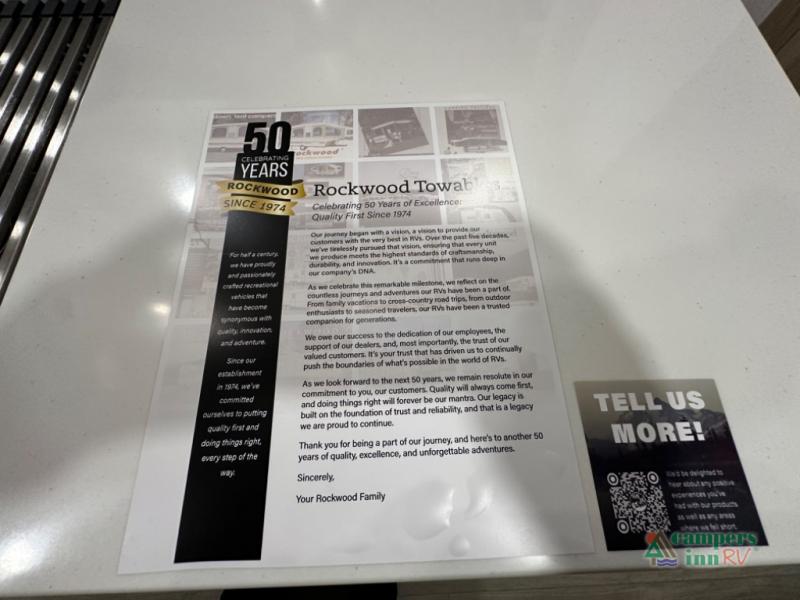 50
CELEBRATING
YEARS
ROCKWOOD
SINCE 1974
For half a century,
we have proudly
and passionately
crafted recreational
vehicles that
have become
synonymous with
quality, innovation,
and adventure.
Since our
establishment
in 1974, we've
committed
ourselves to putting
quality first and
doing things right,
every step of the
way.
ockwood
Rockwood Towables
Celebrating 50 Years of Excellence:
Quality First Since 1974
Our journey began with a vision, a vision to provide our
customers with the very best in RVs. Over the past five decades,
we've tirelessly pursued that vision, ensuring that every unit
we produce meets the highest standards of craftsmanship,
durability, and innovation. It's a commitment that runs deep in
our company's DNA.
As we celebrate this remarkable milestone, we reflect on the
countless journeys and adventures our RVs have been a part of.
From family vacations to cross-country road trips, from outdoor
enthusiasts to seasoned travelers, our RVs have been a trusted
companion for generations.
We owe our success to the dedication of our employees, the
support of our dealers, and, most importantly, the trust of our
valued customers. It's your trust that has driven us to continually
push the boundaries of what's possible in the world of RVs.
As we look forward to the next 50 years, we remain resolute in our
commitment to you, our customers. Quality will always come first,
and doing things right will forever be our mantra. Our legacy is
built on the foundation of trust and reliability, and that is a legacy
we are proud to continue.
Thank you for being a part of our journey, and here's to another 50
years of quality, excellence, and unforgettable adventures.
Sincerely,
Your Rockwood Family
TELL US
MORE!
We'd be delighted to
hear about any positive
experiences you've
had with our products
as well as any areas
where we fell short.
campers
inn RV